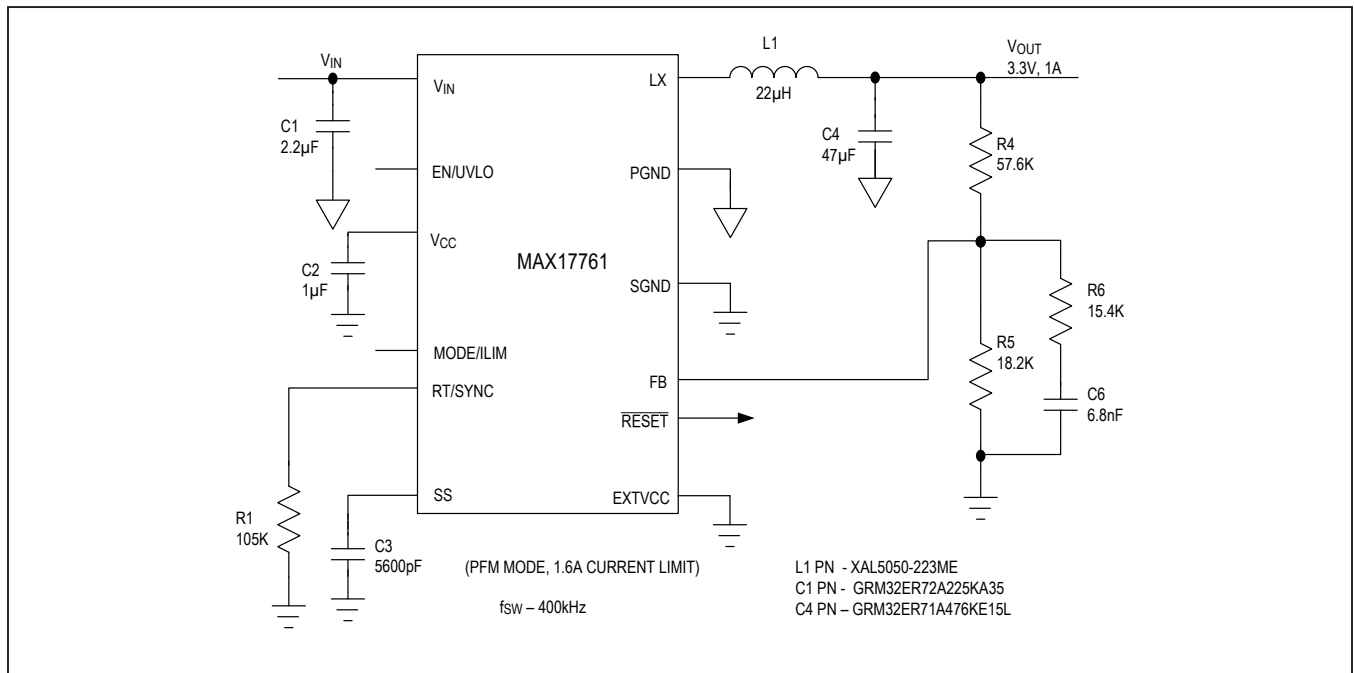 VIN
C1
2.2µF
C2
1µF
R1
105K
C3
5600pF
VIN
EN/UVLO
VCC
MODE/ILIM
RT/SYNC
SS
MAX17761
LX
PGND
SGND
FB
RESET
EXTVCC
L1
22µH
C4
47µF
VOUT
3.3V, 1A
R4
57.6K
R5
18.2K
R6
15.4K
C6
6.8nF
(PFM MODE, 1.6A CURRENT LIMIT)
fSW – 400kHz
L1 PN - XAL5050-223ME
C1 PN - GRM32ER72A225KA35
C4 PN – GRM32ER71A476KE15L